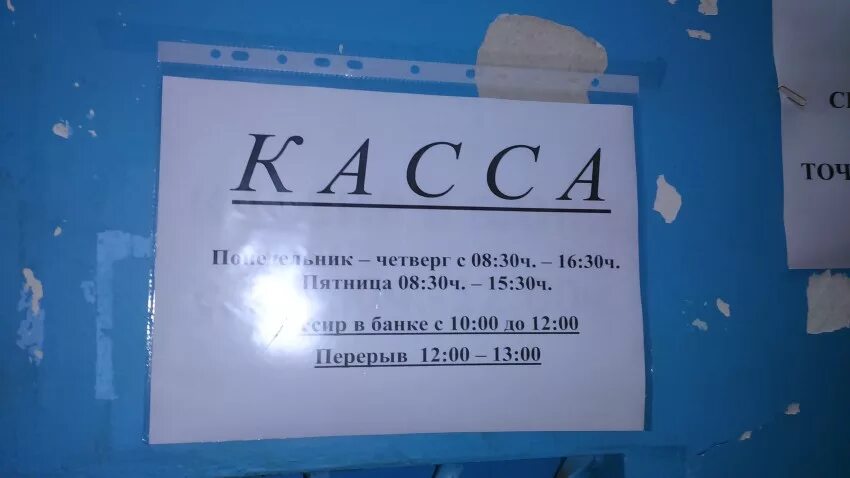 КАССА
Понедельник – четверг с 08:30ч. – 16:30ч.
Пятница 08:30ч. – 15:30ч.
в банке с 10:00 до 12:00
Перерыв 12:00 – 13:00